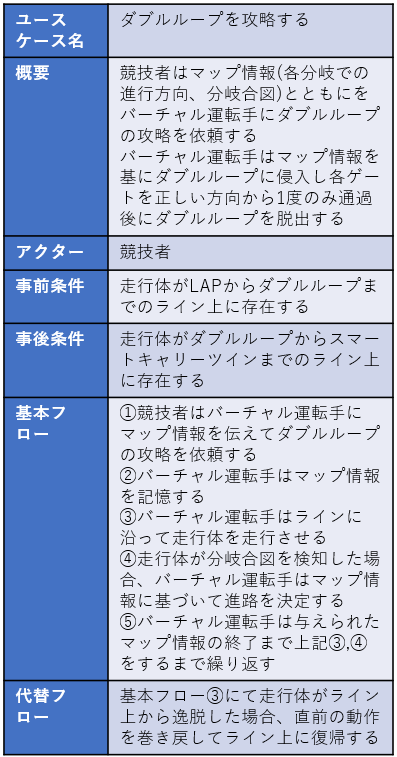 ユース
ケース名
ダブルループを攻略する
概要
競技者はマップ情報(各分岐での
進行方向、分岐合図)とともにを
バーチャル運転手にダブルループ
の攻略を依頼する
バーチャル運転手はマップ情報を
基にダブルループに侵入し各ゲー
トを正しい方向から1度のみ通過
後にダブルループを脱出する
アクター
競技者
事前条件
走行体がLAPからダブルループま
でのライン上に存在する
事後条件
走行体がダブルループからスマー
トキャリーツインまでのライン上
に存在する
基本フ
ロー
①競技者はバーチャル運転手に
マップ情報を伝えてダブルループ
の攻略を依頼する
②バーチャル運転手はマップ情報
を記憶する
③バーチャル運転手はラインに
沿って走行体を走行させる
④走行体が分岐合図を検知した場
合、バーチャル運転手はマップ情
報に基づいて進路を決定する
⑤バーチャル運転手は与えられた
マップ情報の終了まで上記③,④
をするまで繰り返す
代替フ
ロー
基本フロー③にて走行体がライン
上から逸脱した場合、直前の動作
を巻き戻してライン上に復帰する